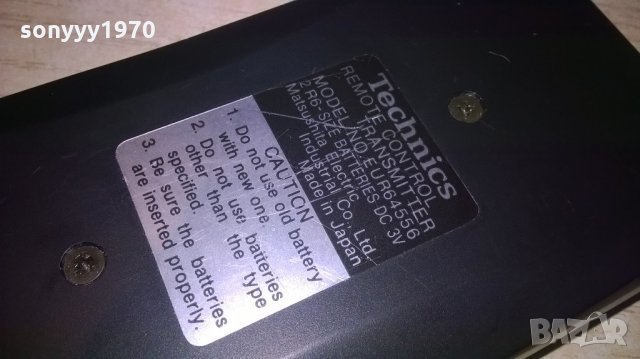 sonyyy1970
Technics
REMOTE CONTROL
TRANSMITTER
MODEL NO.EUR64556
2 R6-SIZE BATTERIES DC 3V
Matsushita Electric
Industrial Co., Ltd.
Made in Japan
CAUTION
1. Do not use old battery
with new one.
2. Do not use batteries
other than the type
specified.
3. Be sure the batteries
are inserted properly.
BAZAR